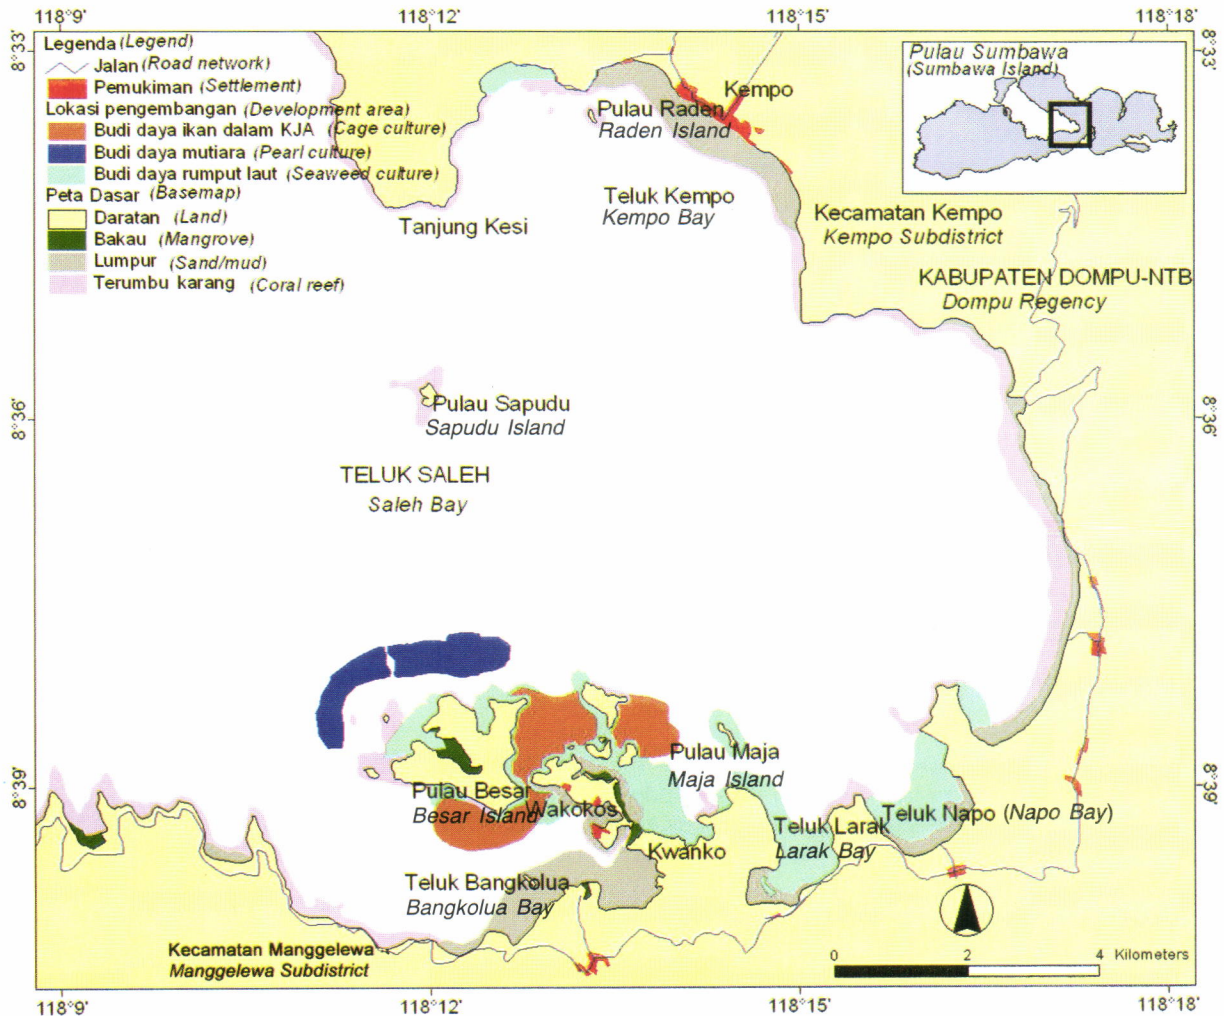 118°9'
118°12'
118°15'
118°18'
8°33'
8°33'
Legenda (Legend)
Jalan (Road network)
Pemukiman (Settlement)
Lokasi pengembangan (Development area)
Budi daya ikan dalam KJA (Cage culture)
Budi daya mutiara (Pearl culture)
Budi daya rumput laut (Seaweed culture)
Peta Dasar (Basemap)
Daratan (Land)
Bakau (Mangrove)
Lumpur (Sand/mud)
Terumbu karang (Coral reef)
Pulau Sumbawa
(Sumbawa Island)
Kempo
Pulau Raden
Raden Island
Teluk Kempo
Kempo Bay
Tanjung Kesi
Kecamatan Kempo
Kempo Subdistrict
KABUPATEN DOMPU-NTB
Dompu Regency
8°36'
8°36'
Pulau Sapudu
Sapudu Island
TELUK SALEH
Saleh Bay
Pulau Maja
Maja Island
8°39'
8°39'
Pulau Besar
Besar Island
Wakokos
Teluk Napo (Napo Bay)
Teluk Larak
Larak Bay
Kwanko
Teluk Bangkolua
Bangkolua Bay
Kecamatan Manggelewa
Manggelewa Subdistrict
0 2 4 Kilometers
118°9'
118°12'
118°15'
118°18'